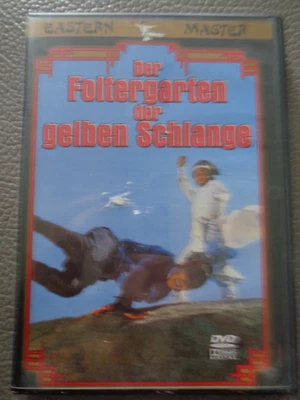 EASTERN MASTER
Der
Foltergarten
der
gelben Schlange
DVD